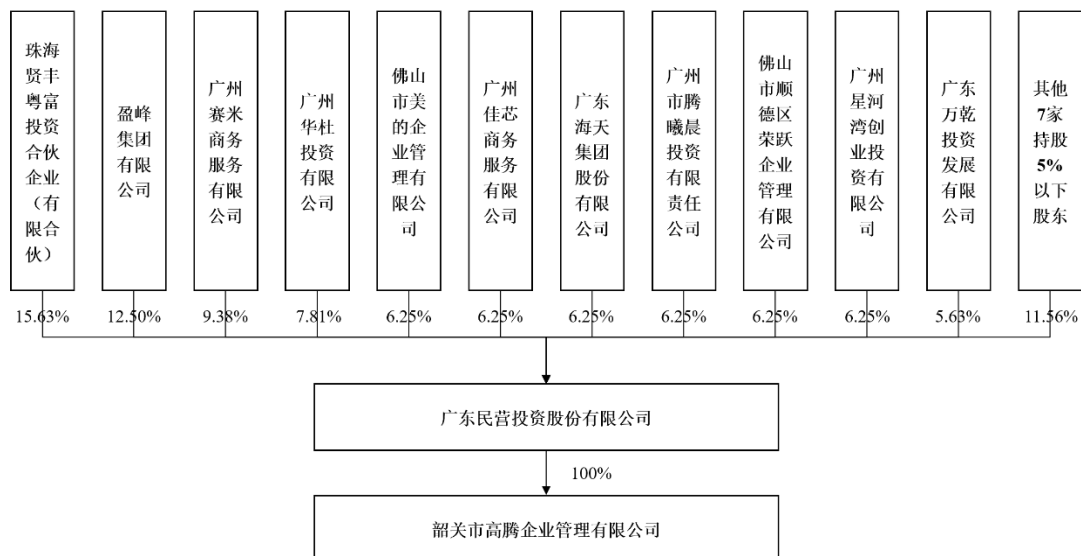 珠海
贤丰
粤富
投资
合伙
企业
（有
限合
伙）
盈峰
集团
有限
公司
广州
赛米
商务
服务
有限
公司
广州
华杜
投资
有限
公司
佛山
市美
的企
业管
理有
限公
司
广州
佳芯
商务
服务
有限
公司
广东
海天
集团
股份
有限
公司
广州
市腾
曦晨
投资
有限
责任
公司
佛山
市顺
德区
荣跃
企业
管理
有限
公司
广州
星河
湾创
业投
资有
限公
司
广东
万乾
投资
发展
有限
公司
其他
7家
持股
5%
以下
股东
15.63%
12.50%
9.38%
7.81%
6.25%
6.25%
6.25%
6.25%
6.25%
6.25%
5.63%
11.56%
广东民营投资股份有限公司
100%
韶关市高腾企业管理有限公司